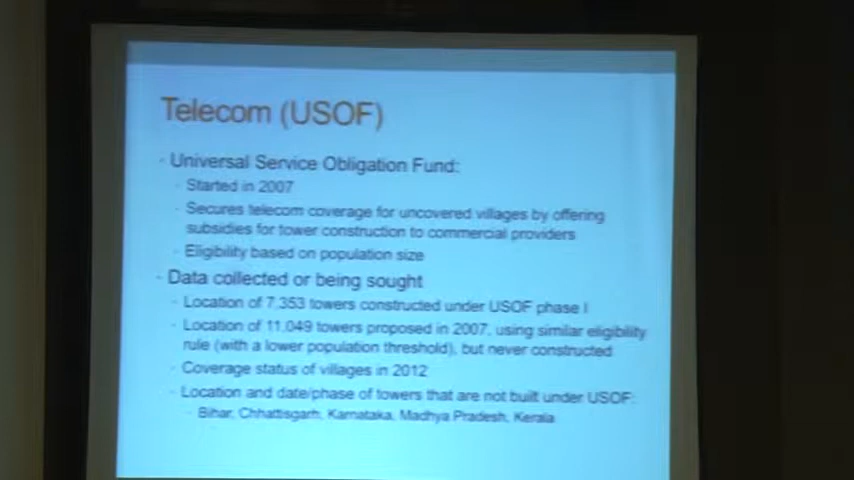 Telecom (USOF)
Universal Service Obligation Fund:
Started in 2007
Secures telecom coverage for uncovered villages by offering
subsidies for tower construction to commercial providers
Eligibility based on population size
Data collected or being sought
Location of 7,353 towers constructed under USOF phase I
Location of 11,049 towers proposed in 2007, using similar eligibility
rule (with a lower population threshold), but never constructed
Coverage status of villages in 2012
Location and date/phase of towers that are not built under USOF:
Bihar, Chhattisgarh, Karnataka, Madhya Pradesh, Kerala